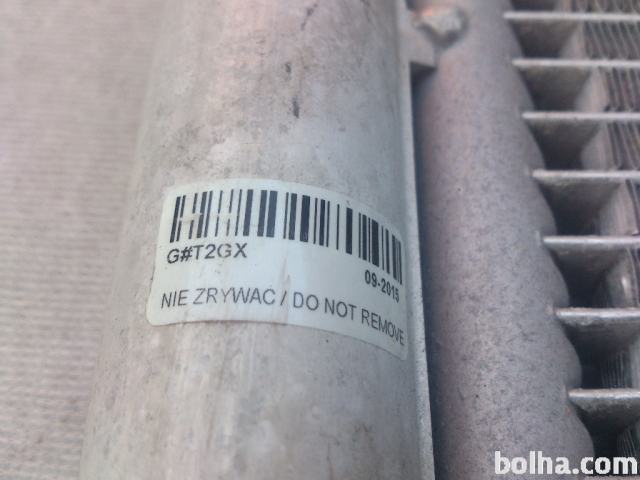 G#T2GX
09-2015
NIE ZRYWAC / DO NOT REMOVE
bolha.com